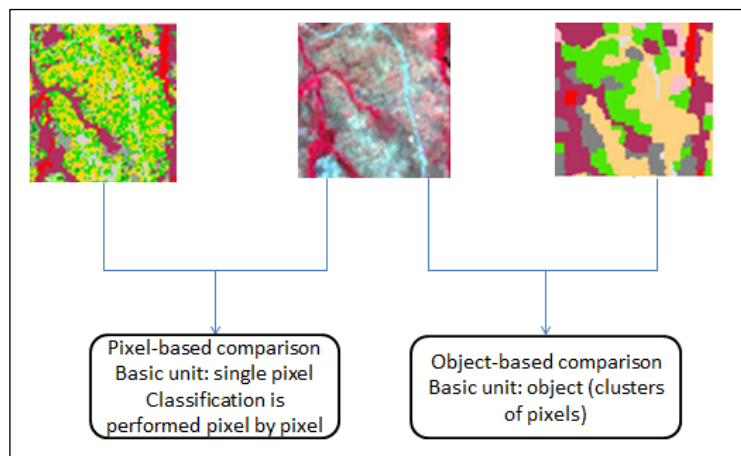 Pixel-based comparison
Basic unit: single pixel
Classification is
performed pixel by pixel
Object-based comparison
Basic unit: object (clusters
of pixels)